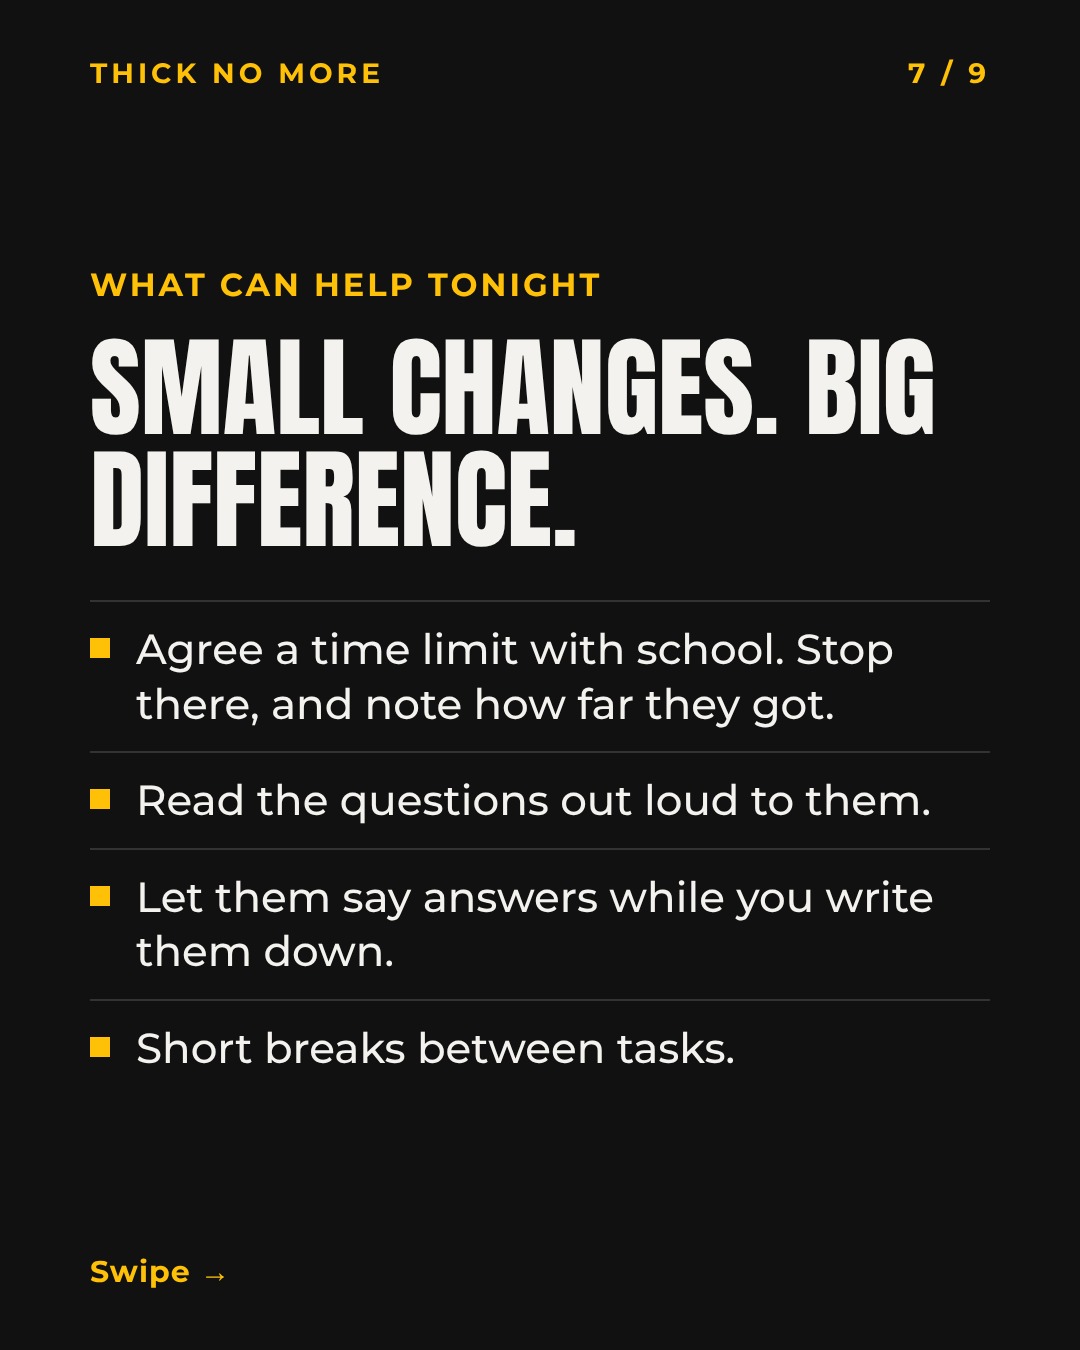 THICK NO MORE
7 / 9
WHAT CAN HELP TONIGHT
SMALL CHANGES. BIG
DIFFERENCE.
Agree a time limit with school. Stop
there, and note how far they got.
Read the questions out loud to them.
Let them say answers while you write
them down.
Short breaks between tasks.
Swipe →